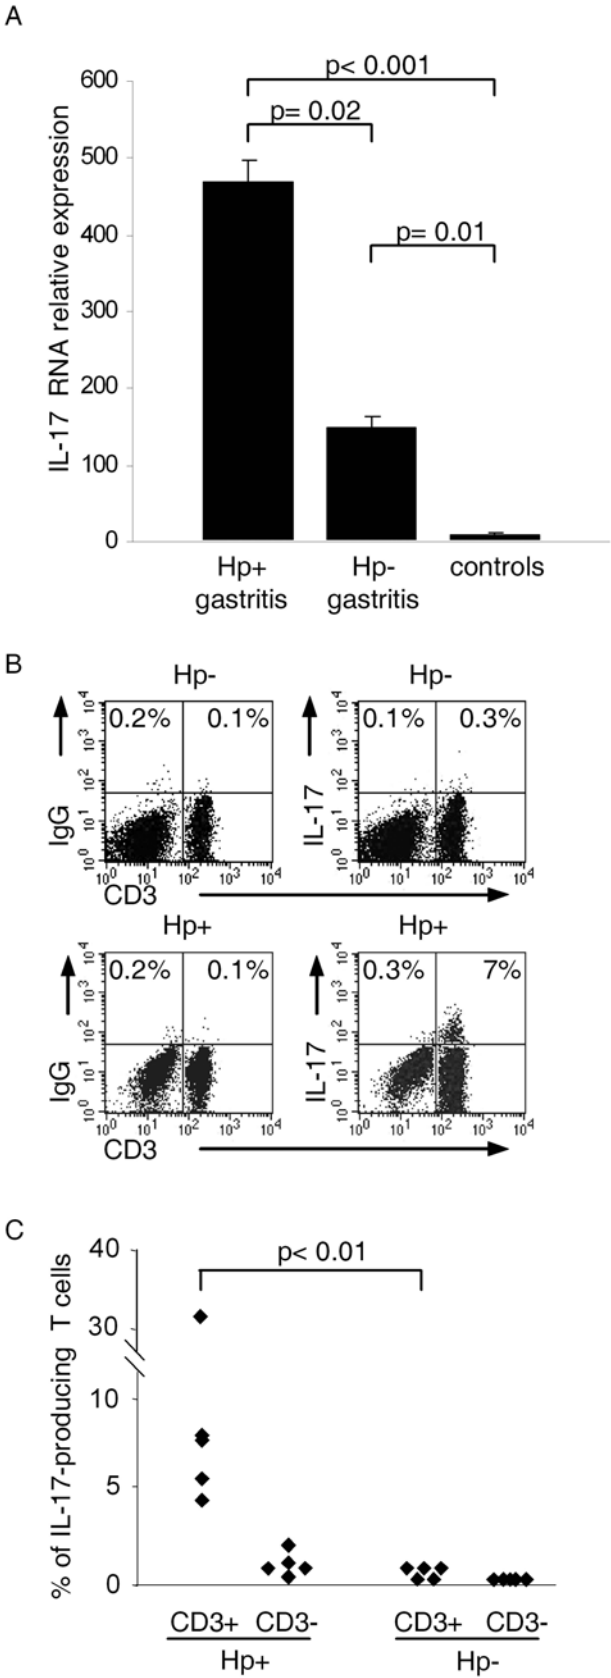 A
600
500
400
300
200
100
0
IL-17 RNA relative expression
p< 0.001
p= 0.02
p= 0.01
Hp+ gastritis
Hp- gastritis
controls
B
Hp-
Hp-
0.2% 0.1%
0.1% 0.3%
10⁴
10³
10²
10¹
10⁰
IgG
10⁴
10³
10²
10¹
10⁰
IL-17
10⁰ 10¹ 10² 10³ 10⁴
10⁰ 10¹ 10² 10³ 10⁴
CD3
Hp+
Hp+
0.2% 0.1%
0.3% 7%
10⁴
10³
10²
10¹
10⁰
IgG
10⁴
10³
10²
10¹
10⁰
IL-17
10⁰ 10¹ 10² 10³ 10⁴
10⁰ 10¹ 10² 10³ 10⁴
CD3
C
40
30
10
5
0
% of IL-17-producing T cells
p< 0.01
CD3+ CD3- CD3+ CD3-
Hp+ Hp-